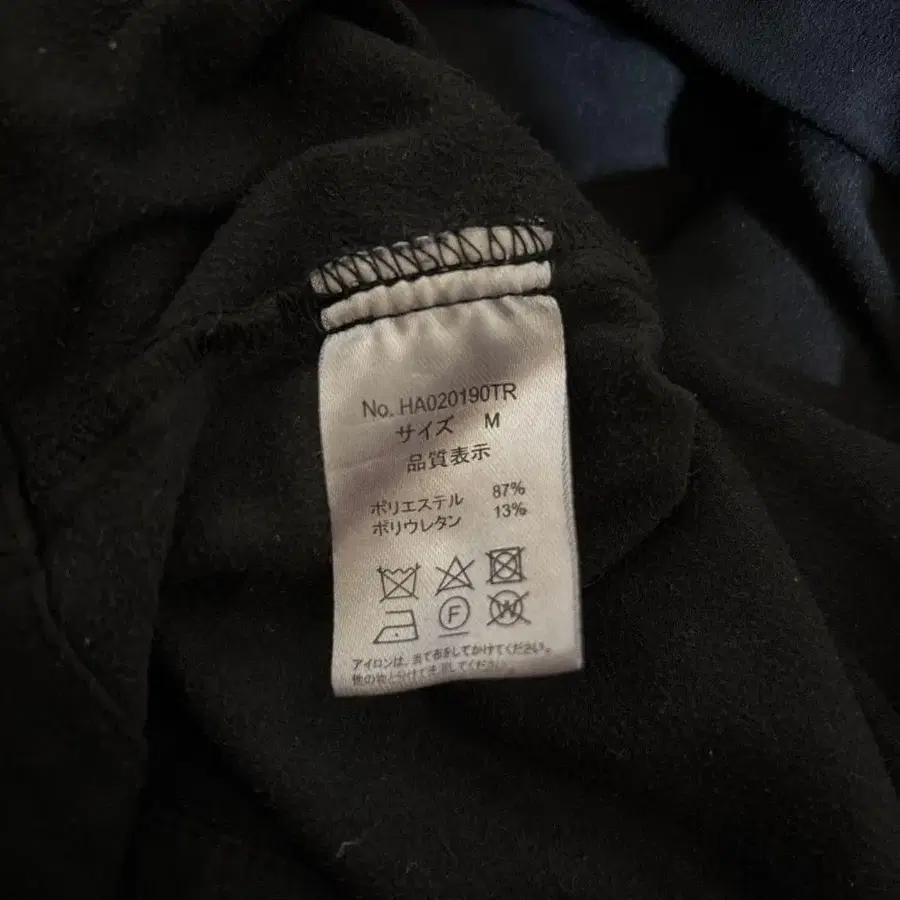 No. HA020190TR
サイズ M
品質表示
ポリエステル 87%
ポリウレタン 13%
F
W
アイロンは、当て布をしてかけてください。
他の物と分けて洗濯してください。